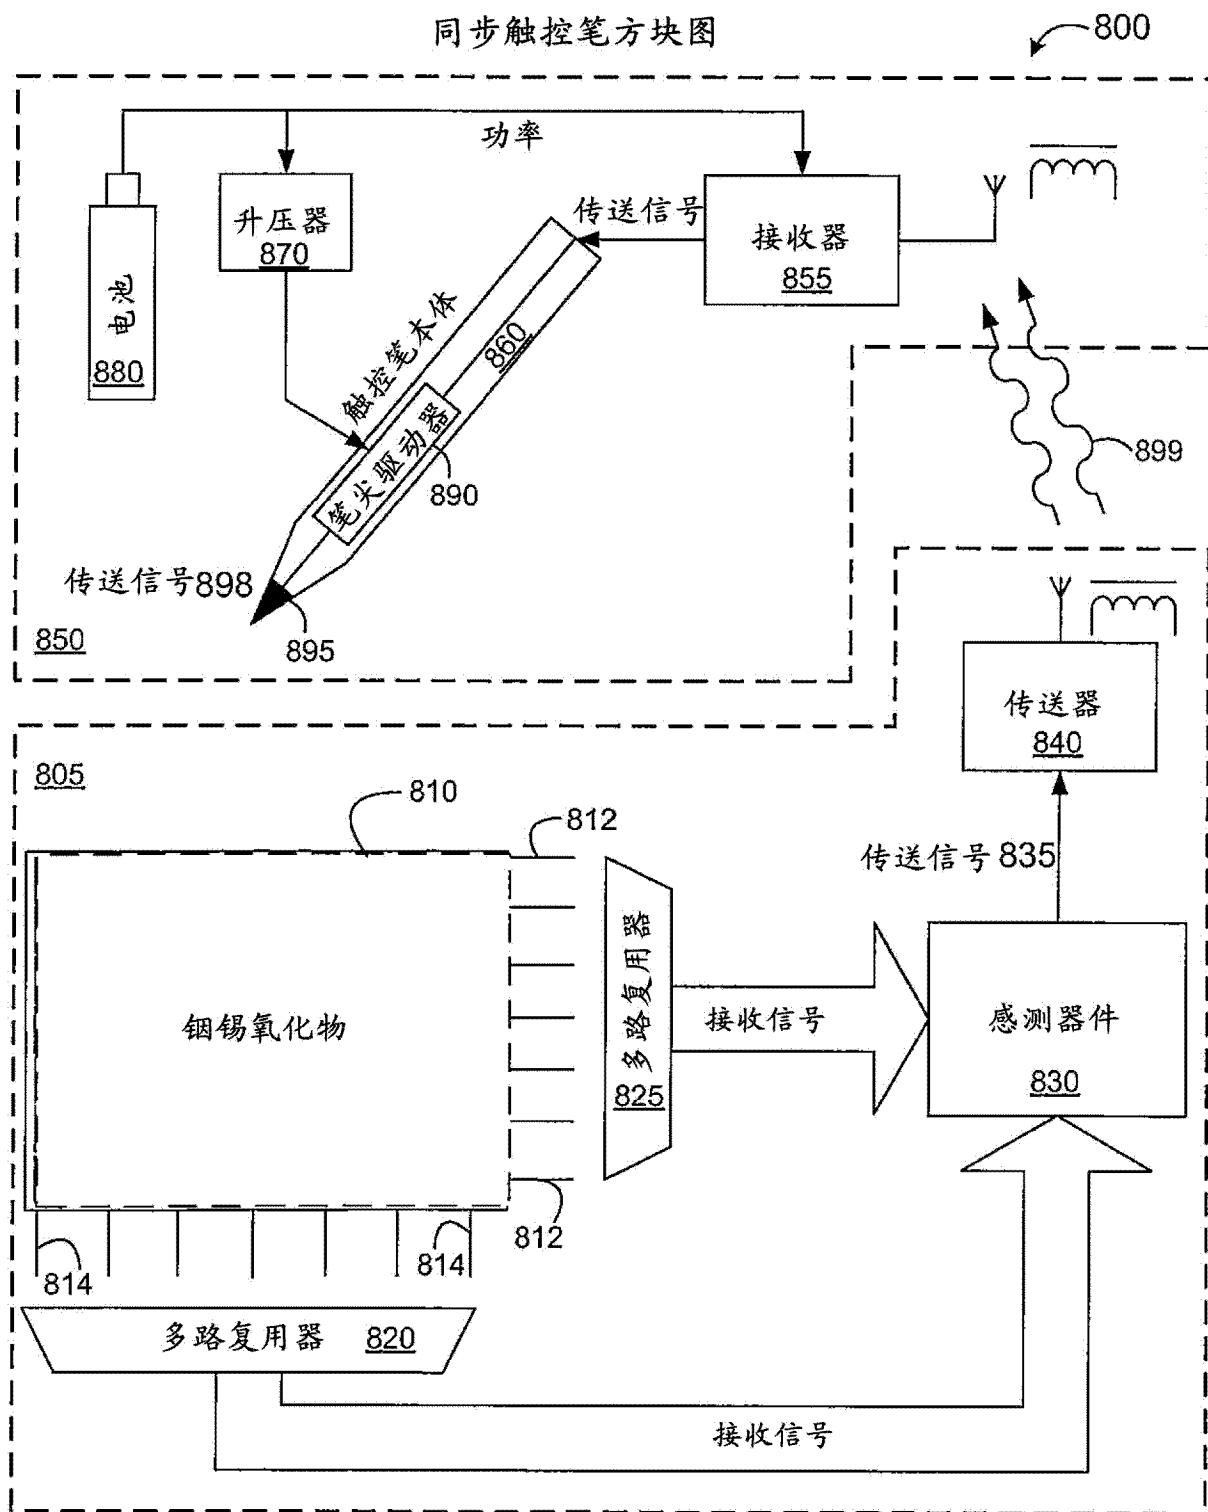 同步触控笔方块图
800
功率
升压器
870
传送信号
接收器
855
电池
880
触控笔本体
860
笔尖驱动器
890
899
传送信号898
895
850
传送器
840
805
810
812
传送信号835
铟锡氧化物
多路复用器
825
接收信号
感测器件
830
812
814
814
多路复用器 820
接收信号